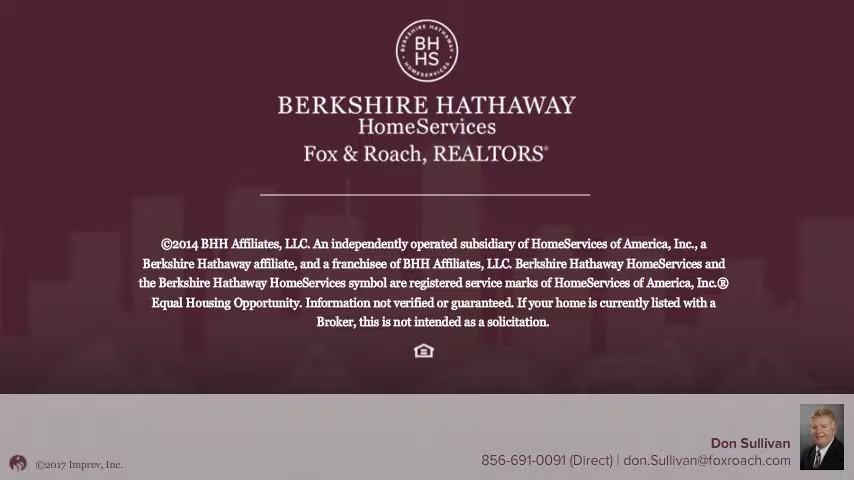 BERKSHIRE HATHAWAY HOMESERVICES
BH
HS
BERKSHIRE HATHAWAY
HomeServices
Fox & Roach, REALTORS®
©2014 BHH Affiliates, LLC. An independently operated subsidiary of HomeServices of America, Inc., a
Berkshire Hathaway affiliate, and a franchisee of BHH Affiliates, LLC. Berkshire Hathaway HomeServices and
the Berkshire Hathaway HomeServices symbol are registered service marks of HomeServices of America, Inc.®
Equal Housing Opportunity. Information not verified or guaranteed. If your home is currently listed with a
Broker, this is not intended as a solicitation.
Don Sullivan
856-691-0091 (Direct) | don.Sullivan@foxroach.com
©2017 Imprev, Inc.